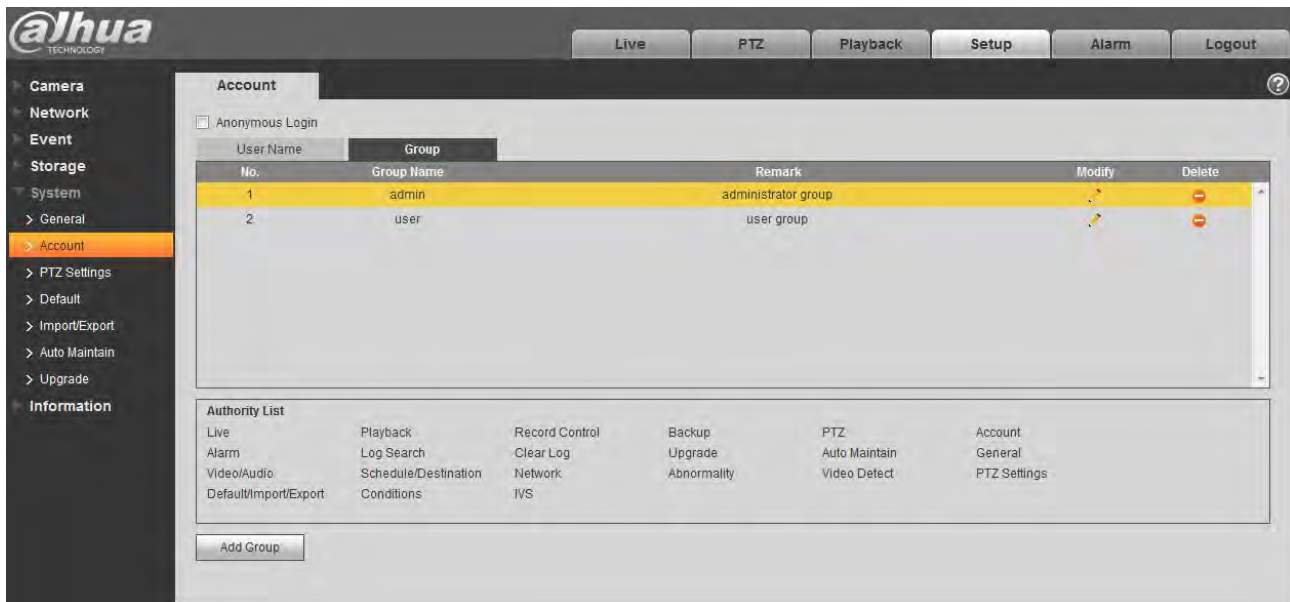 alhua
TECHNOLOGY
Live PTZ Playback Setup Alarm Logout
Camera
Network
Event
Storage
System
> General
> Account
> PTZ Settings
> Default
> Import/Export
> Auto Maintain
> Upgrade
Information
Account
?
Anonymous Login
User Name Group
No. Group Name Remark Modify Delete
1 admin administrator group
2 user user group
Authority List
Live Playback Record Control Backup PTZ Account
Alarm Log Search Clear Log Upgrade Auto Maintain General
Video/Audio Schedule/Destination Network Abnormality Video Detect PTZ Settings
Default/Import/Export Conditions IVS
Add Group